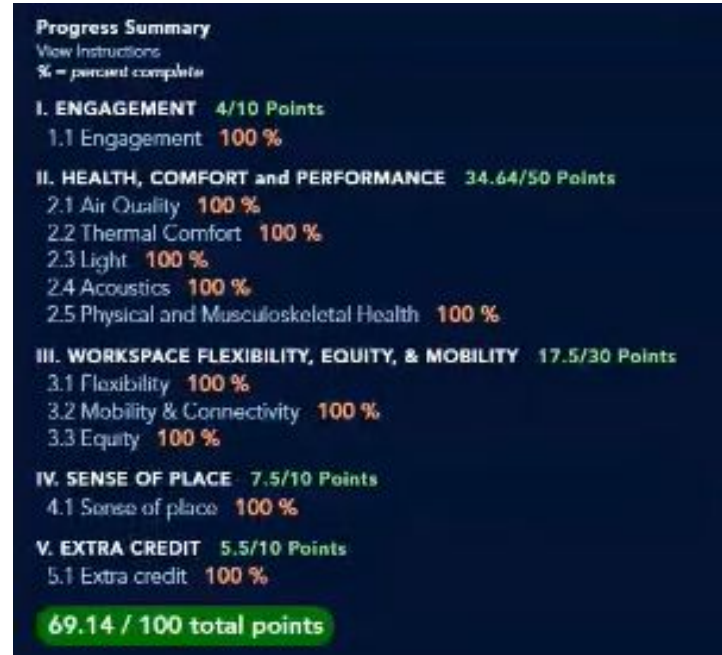 Progress Summary
View Instructions
% = percent complete
I. ENGAGEMENT 4/10 Points
1.1 Engagement 100 %
II. HEALTH, COMFORT and PERFORMANCE 34.64/50 Points
2.1 Air Quality 100 %
2.2 Thermal Comfort 100 %
2.3 Light 100 %
2.4 Acoustics 100 %
2.5 Physical and Musculoskeletal Health 100 %
III. WORKSPACE FLEXIBILITY, EQUITY, & MOBILITY 17.5/30 Points
3.1 Flexibility 100 %
3.2 Mobility & Connectivity 100 %
3.3 Equity 100 %
IV. SENSE OF PLACE 7.5/10 Points
4.1 Sense of place 100 %
V. EXTRA CREDIT 5.5/10 Points
5.1 Extra credit 100 %
69.14 / 100 total points